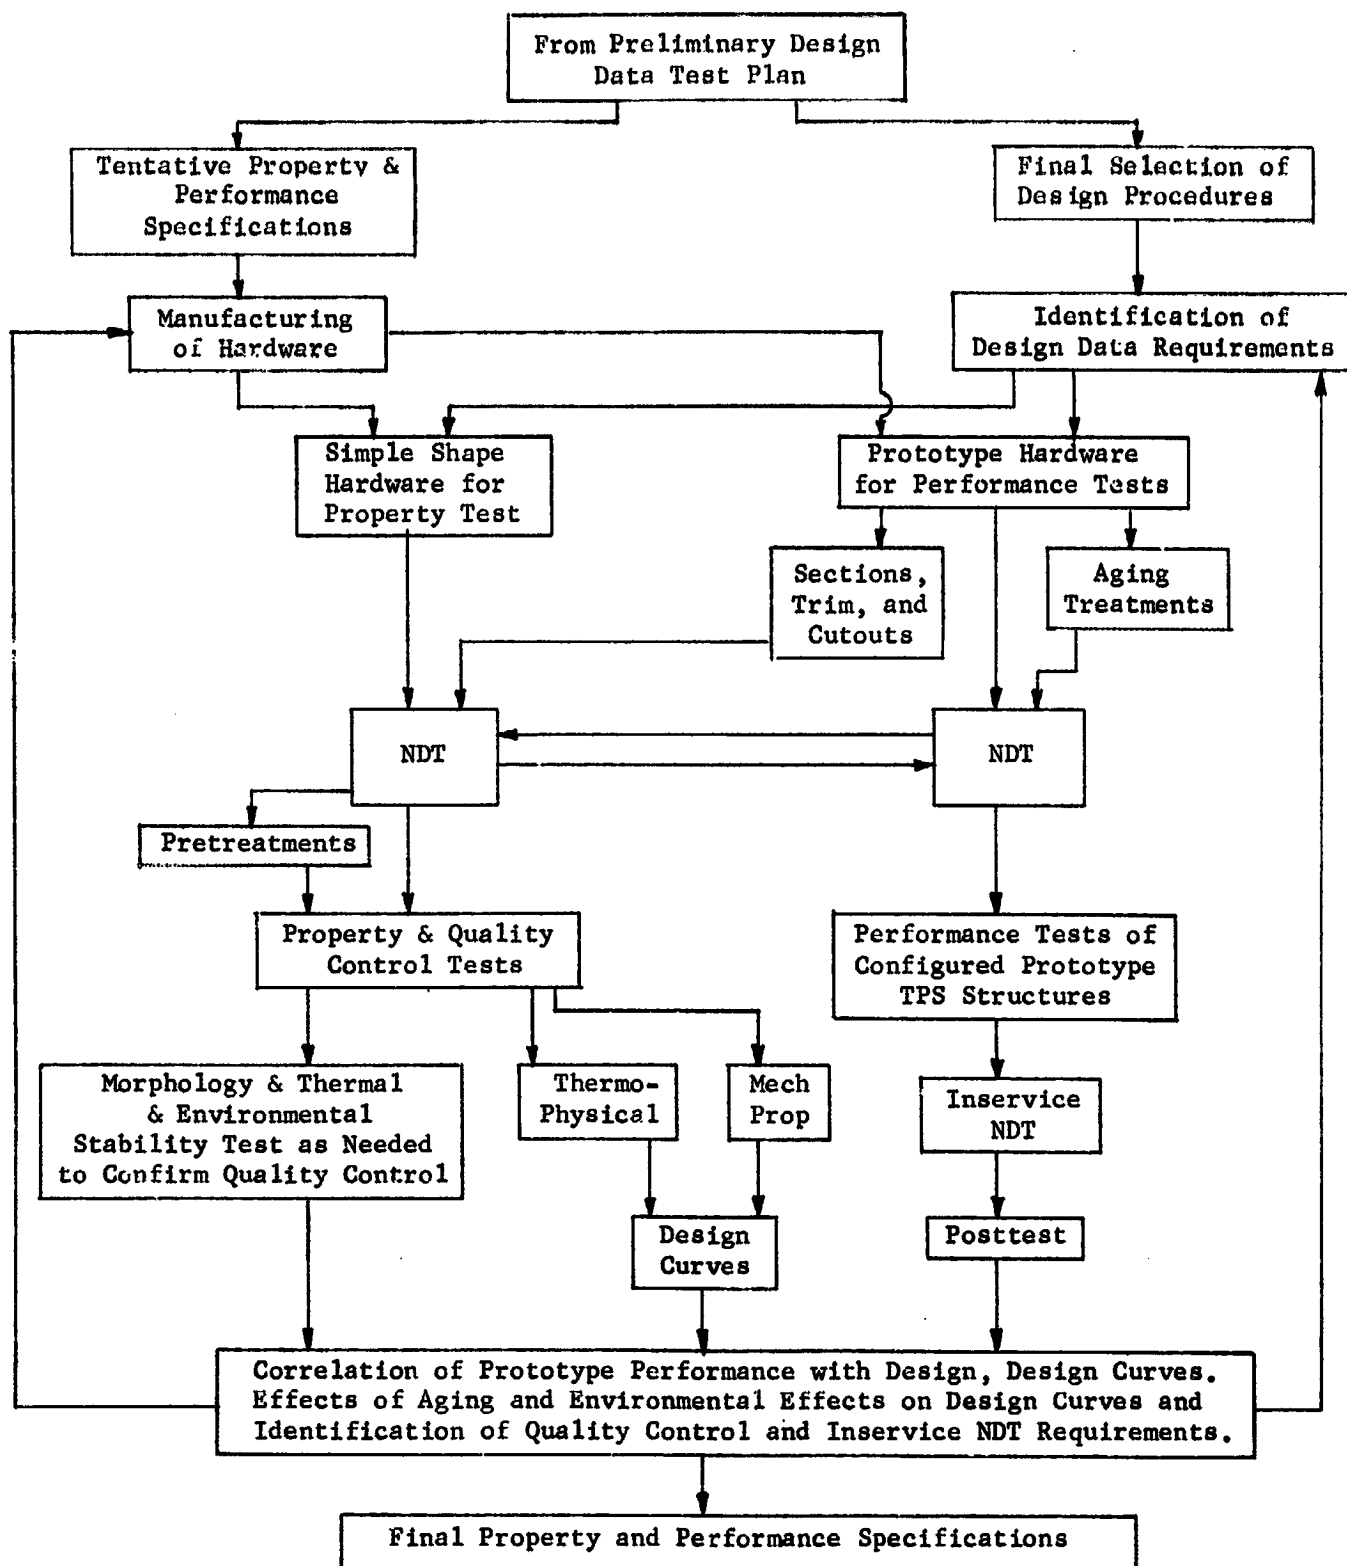 From Preliminary Design
Data Test Plan
Tentative Property &
Performance
Specifications
Final Selection of
Design Procedures
Manufacturing
of Hardware
Identification of
Design Data Requirements
Simple Shape
Hardware for
Property Test
Prototype Hardware
for Performance Tests
Sections,
Trim, and
Cutouts
Aging
Treatments
NDT
NDT
Pretreatments
Property & Quality
Control Tests
Performance Tests of
Configured Prototype
TPS Structures
Morphology & Thermal
& Environmental
Stability Test as Needed
to Confirm Quality Control
Thermo-
Physical
Mech
Prop
Inservice
NDT
Design
Curves
Posttest
Correlation of Prototype Performance with Design, Design Curves.
Effects of Aging and Environmental Effects on Design Curves and
Identification of Quality Control and Inservice NDT Requirements.
Final Property and Performance Specifications